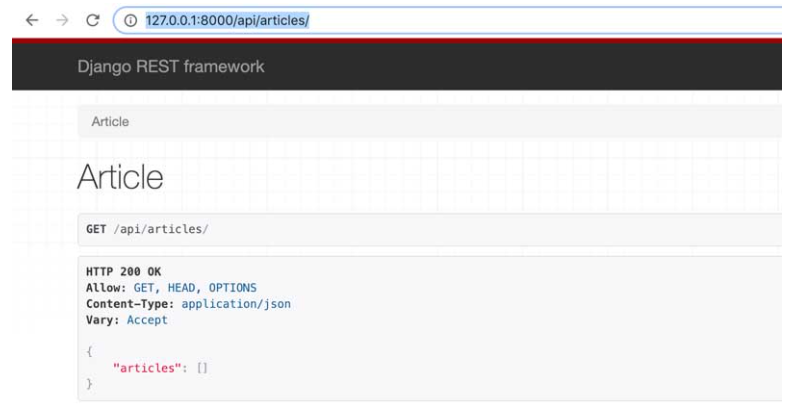 127.0.0.1:8000/api/articles/
Django REST framework
Article
Article
GET /api/articles/
HTTP 200 OK
Allow: GET, HEAD, OPTIONS
Content-Type: application/json
Vary: Accept
{
"articles": []
}